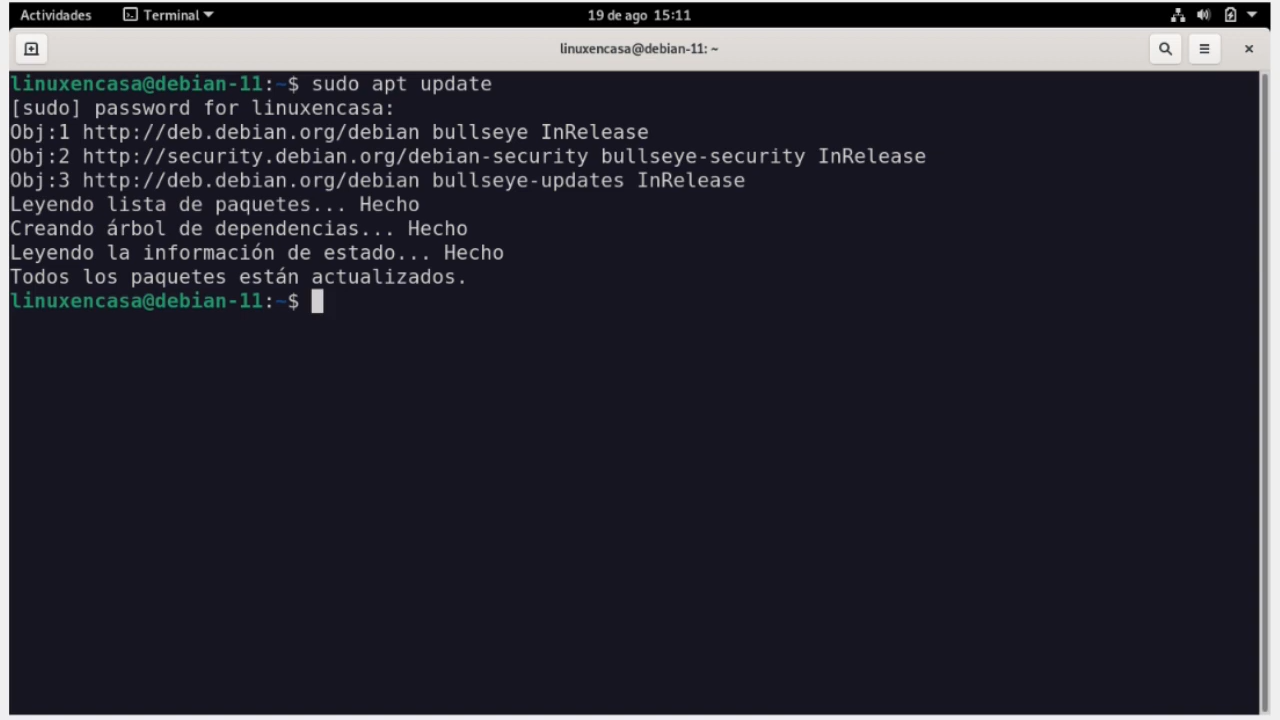 Actividades Terminal 19 de ago 15:11
linuxencasa@debian-11: ~
linuxencasa@debian-11:~$ sudo apt update
[sudo] password for linuxencasa:
Obj:1 http://deb.debian.org/debian bullseye InRelease
Obj:2 http://security.debian.org/debian-security bullseye-security InRelease
Obj:3 http://deb.debian.org/debian bullseye-updates InRelease
Leyendo lista de paquetes... Hecho
Creando árbol de dependencias... Hecho
Leyendo la información de estado... Hecho
Todos los paquetes están actualizados.
linuxencasa@debian-11:~$